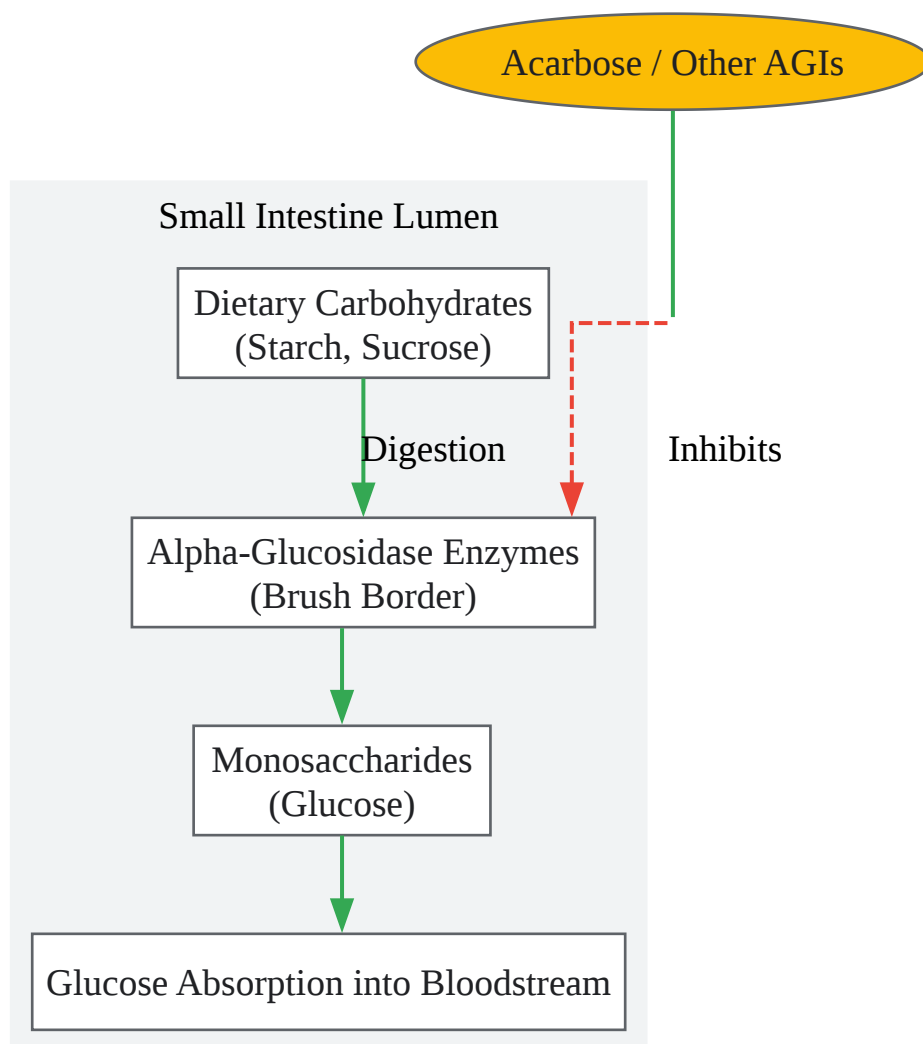 Acarbose / Other AGIs
Small Intestine Lumen
Dietary Carbohydrates
(Starch, Sucrose)
Digestion
Inhibits
Alpha-Glucosidase Enzymes
(Brush Border)
Monosaccharides
(Glucose)
Glucose Absorption into Bloodstream